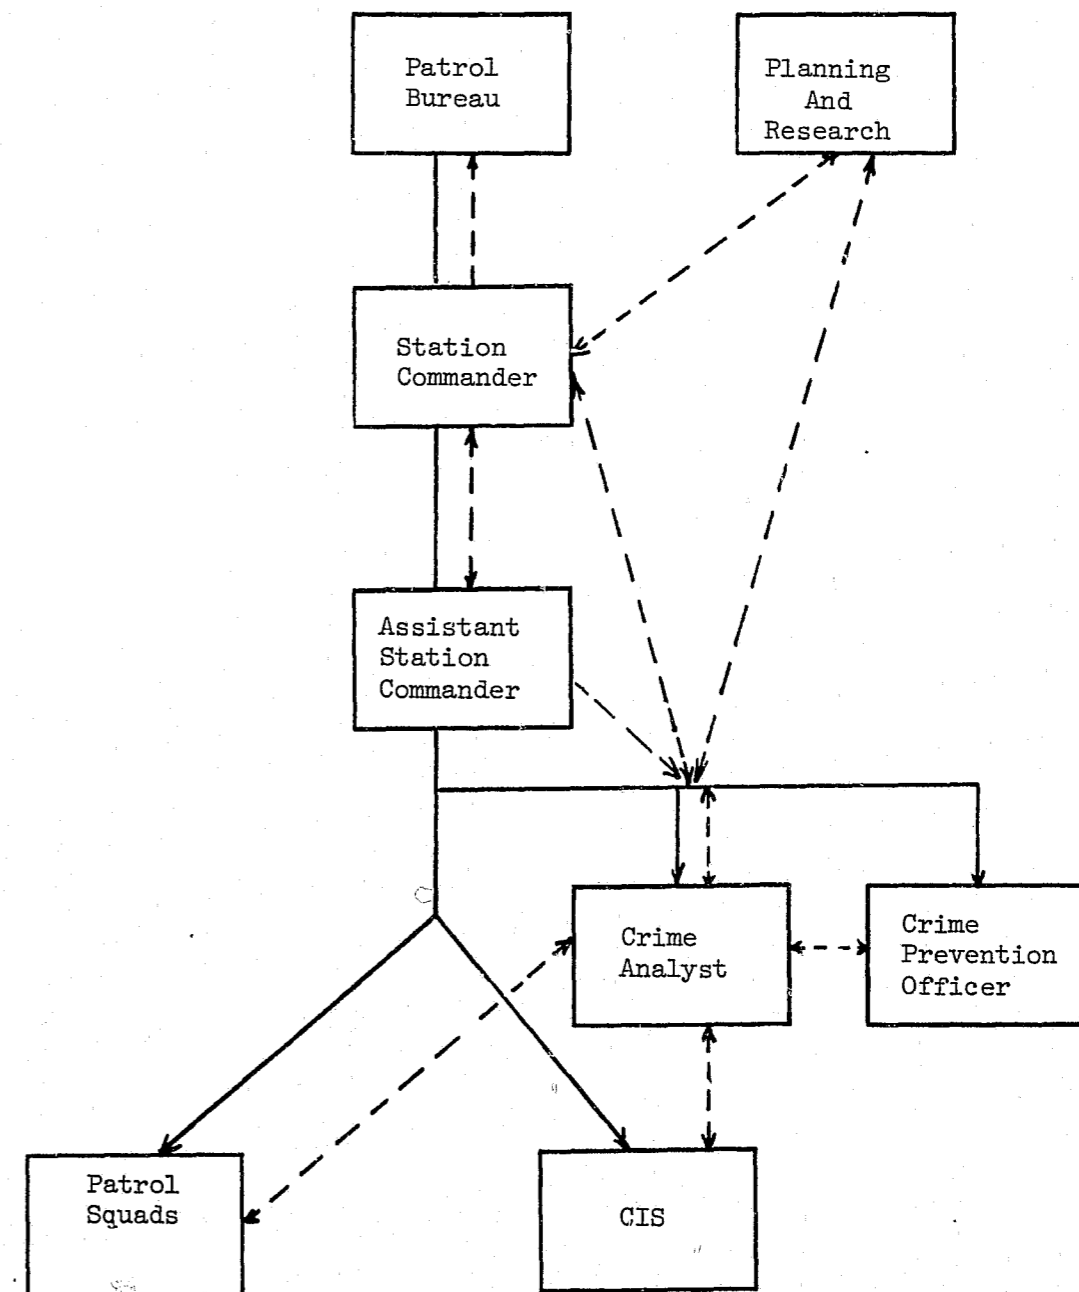 Patrol
Bureau
Planning
And
Research
Station
Commander
Assistant
Station
Commander
Crime
Analyst
Crime
Prevention
Officer
Patrol
Squads
CIS